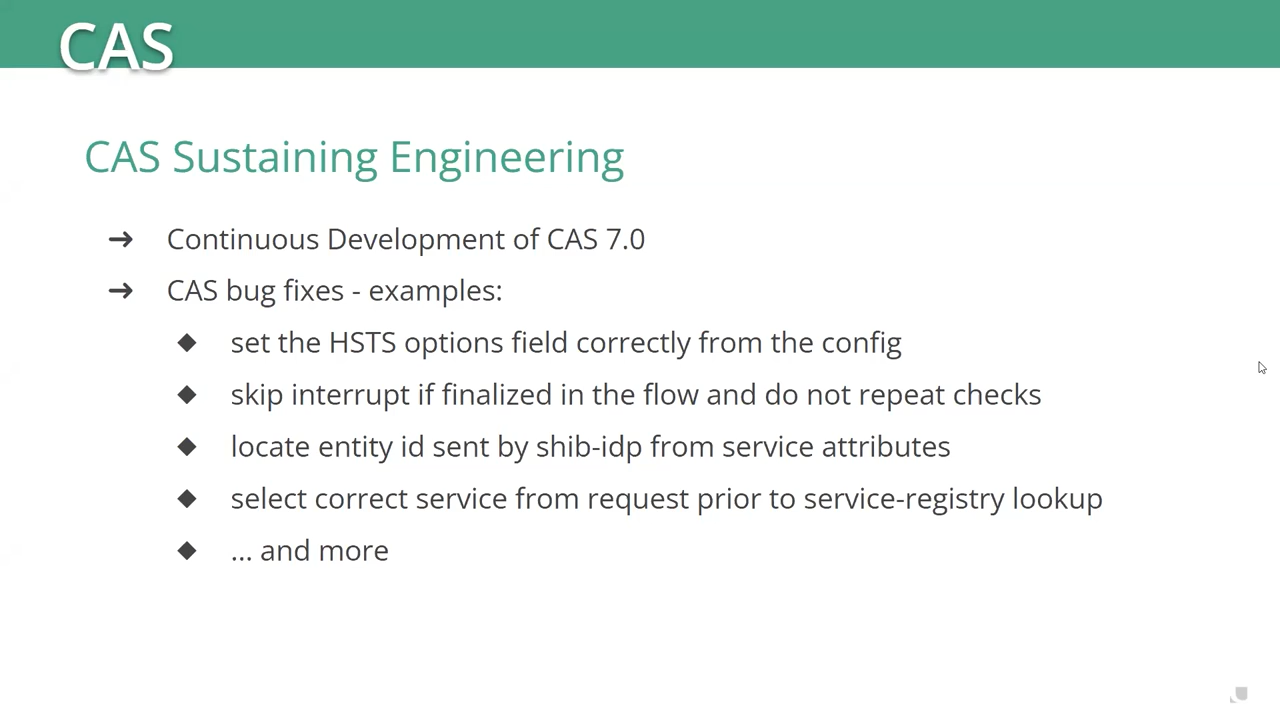 CAS
CAS Sustaining Engineering
➔ Continuous Development of CAS 7.0
➔ CAS bug fixes - examples:
◆ set the HSTS options field correctly from the config
◆ skip interrupt if finalized in the flow and do not repeat checks
◆ locate entity id sent by shib-idp from service attributes
◆ select correct service from request prior to service-registry lookup
◆ ... and more